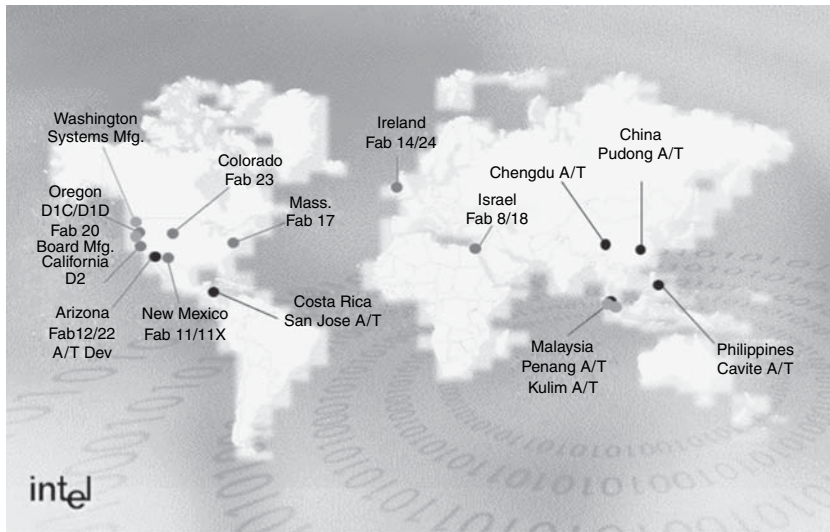 Washington
Systems Mfg.
Oregon
D1C/D1D
Fab 20
Board Mfg.
California
D2
Arizona
Fab12/22
A/T Dev
New Mexico
Fab 11/11X
Colorado
Fab 23
Mass.
Fab 17
Costa Rica
San Jose A/T
Ireland
Fab 14/24
Israel
Fab 8/18
Chengdu A/T
China
Pudong A/T
Malaysia
Penang A/T
Kulim A/T
Philippines
Cavite A/T
intel